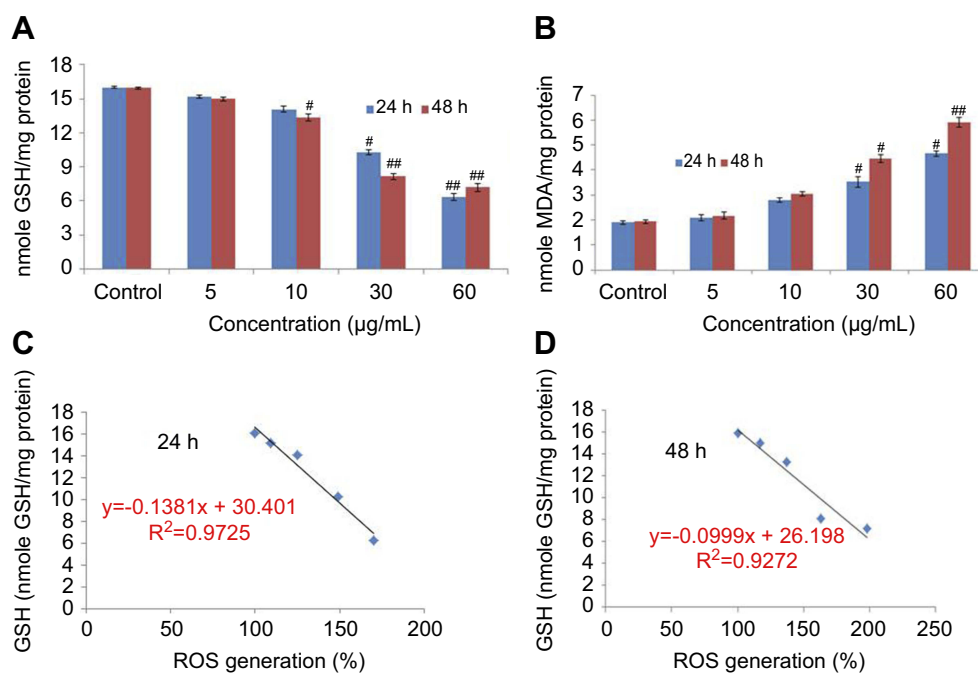 A
nmole GSH/mg protein
18
15
12
9
6
3
0
24 h
48 h
#
#
##
##
##
Control
5
10
30
60
Concentration (µg/mL)
B
nmole MDA/mg protein
7
6
5
4
3
2
1
0
24 h
48 h
#
#
#
##
Control
5
10
30
60
Concentration (µg/mL)
C
GSH (nmole GSH/mg protein)
18
16
14
12
10
8
6
4
2
0
24 h
y=-0.1381x + 30.401
R²=0.9725
0
50
100
150
200
ROS generation (%)
D
GSH (nmole GSH/mg protein)
18
16
14
12
10
8
6
4
2
0
48 h
y=-0.0999x + 26.198
R²=0.9272
0
50
100
150
200
250
ROS generation (%)